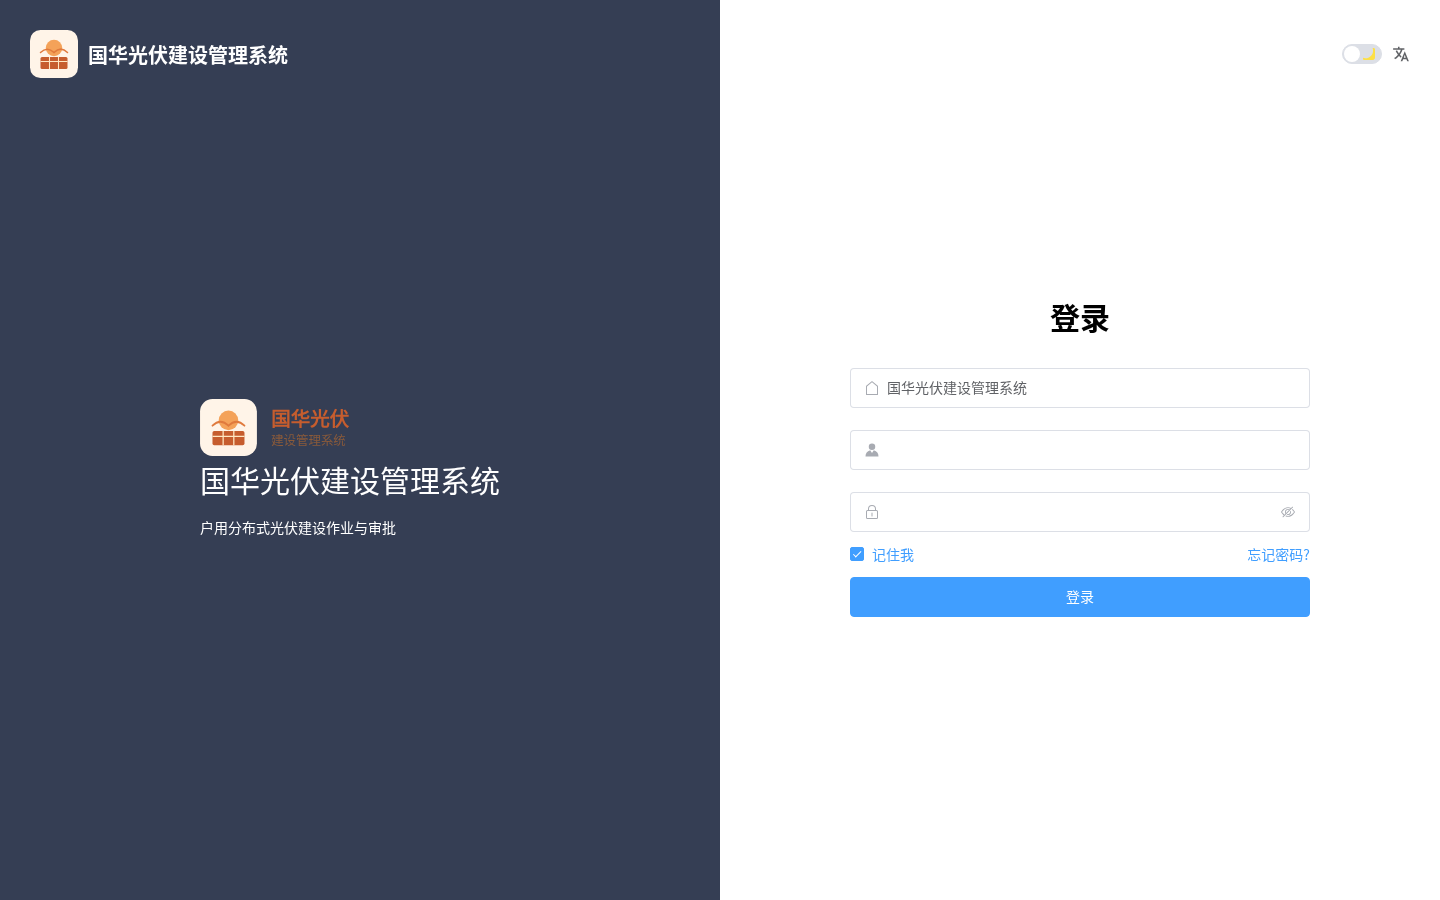 国华光伏建设管理系统
国华光伏
建设管理系统
国华光伏建设管理系统
户用分布式光伏建设作业与审批
登录
国华光伏建设管理系统
记住我
忘记密码?
登录